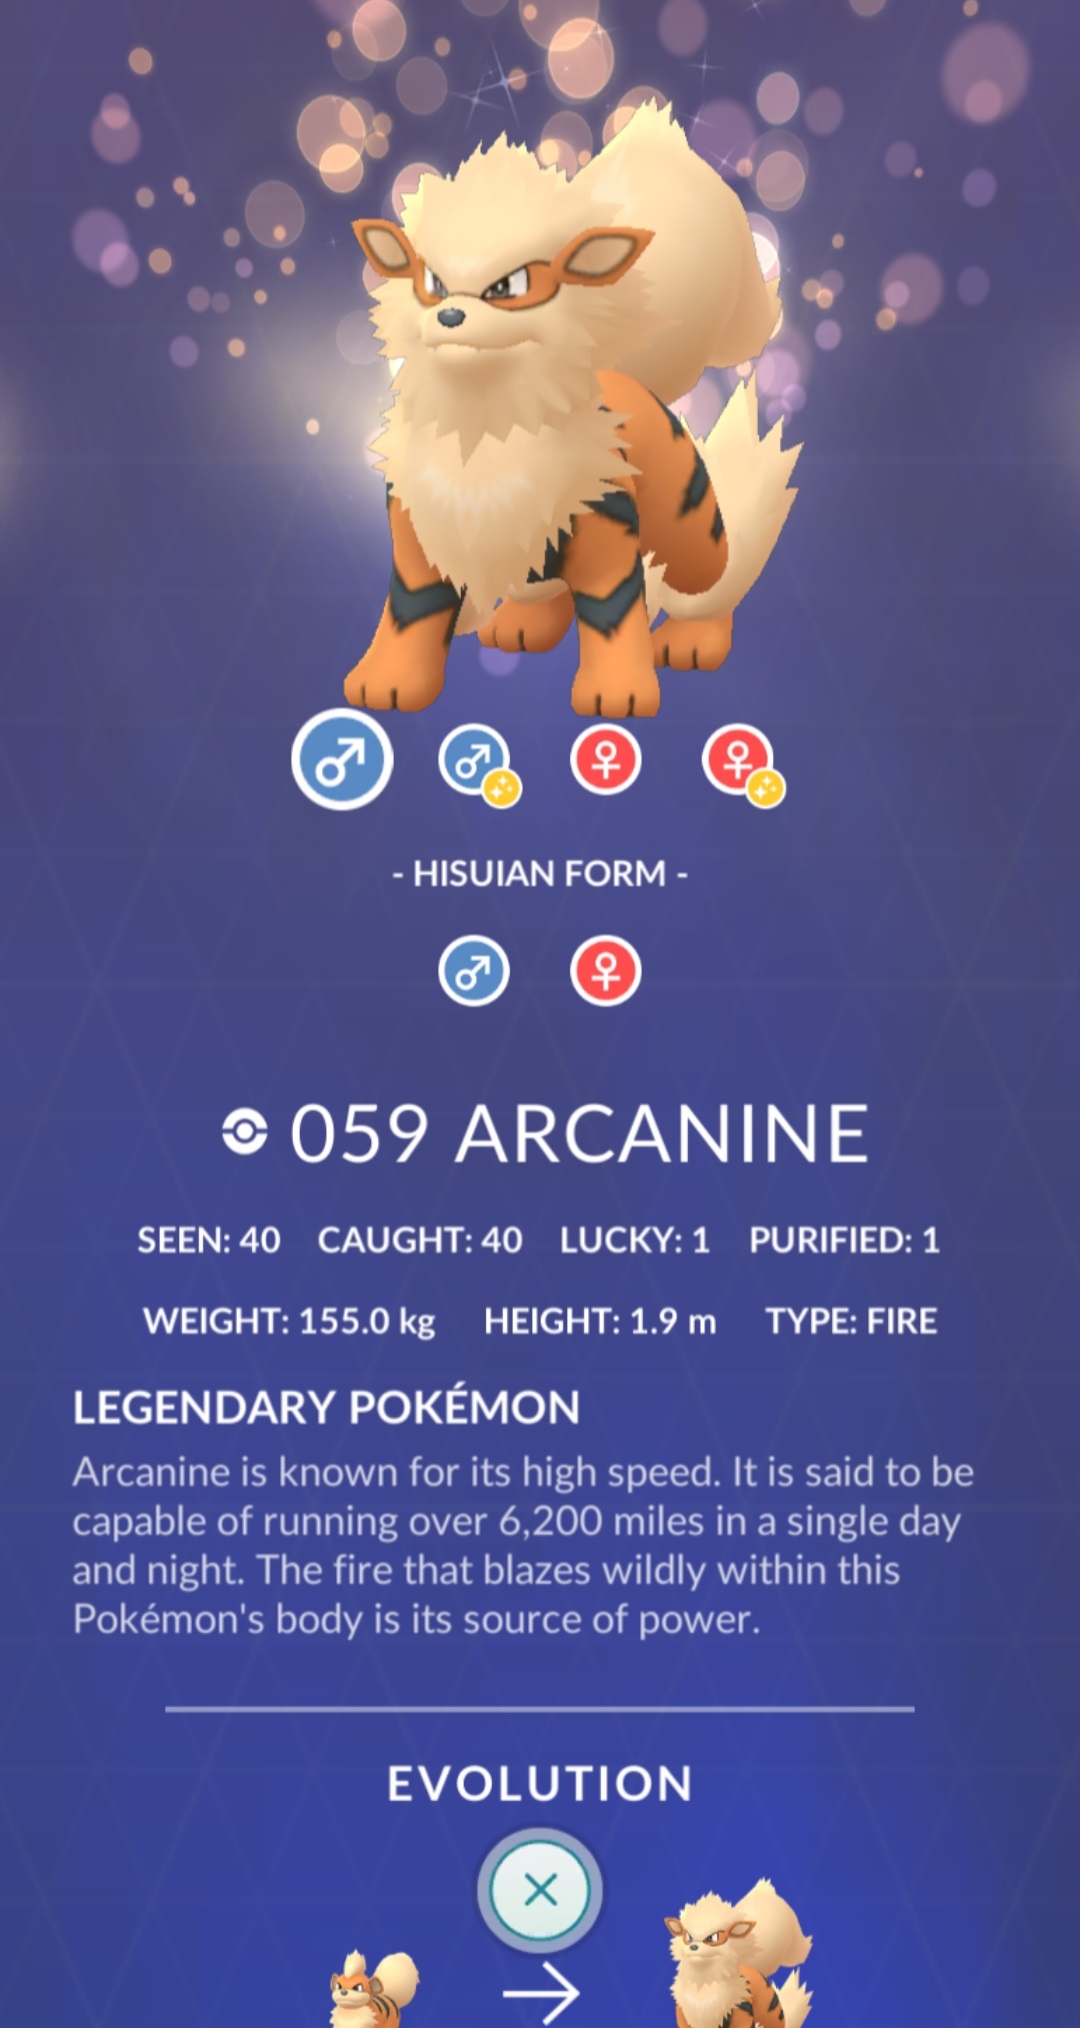 - HISUIAN FORM -
059 ARCANINE
SEEN: 40 CAUGHT: 40 LUCKY: 1 PURIFIED: 1
WEIGHT: 155.0 kg HEIGHT: 1.9 m TYPE: FIRE
LEGENDARY POKÉMON
Arcanine is known for its high speed. It is said to be
capable of running over 6,200 miles in a single day
and night. The fire that blazes wildly within this
Pokémon's body is its source of power.
EVOLUTION